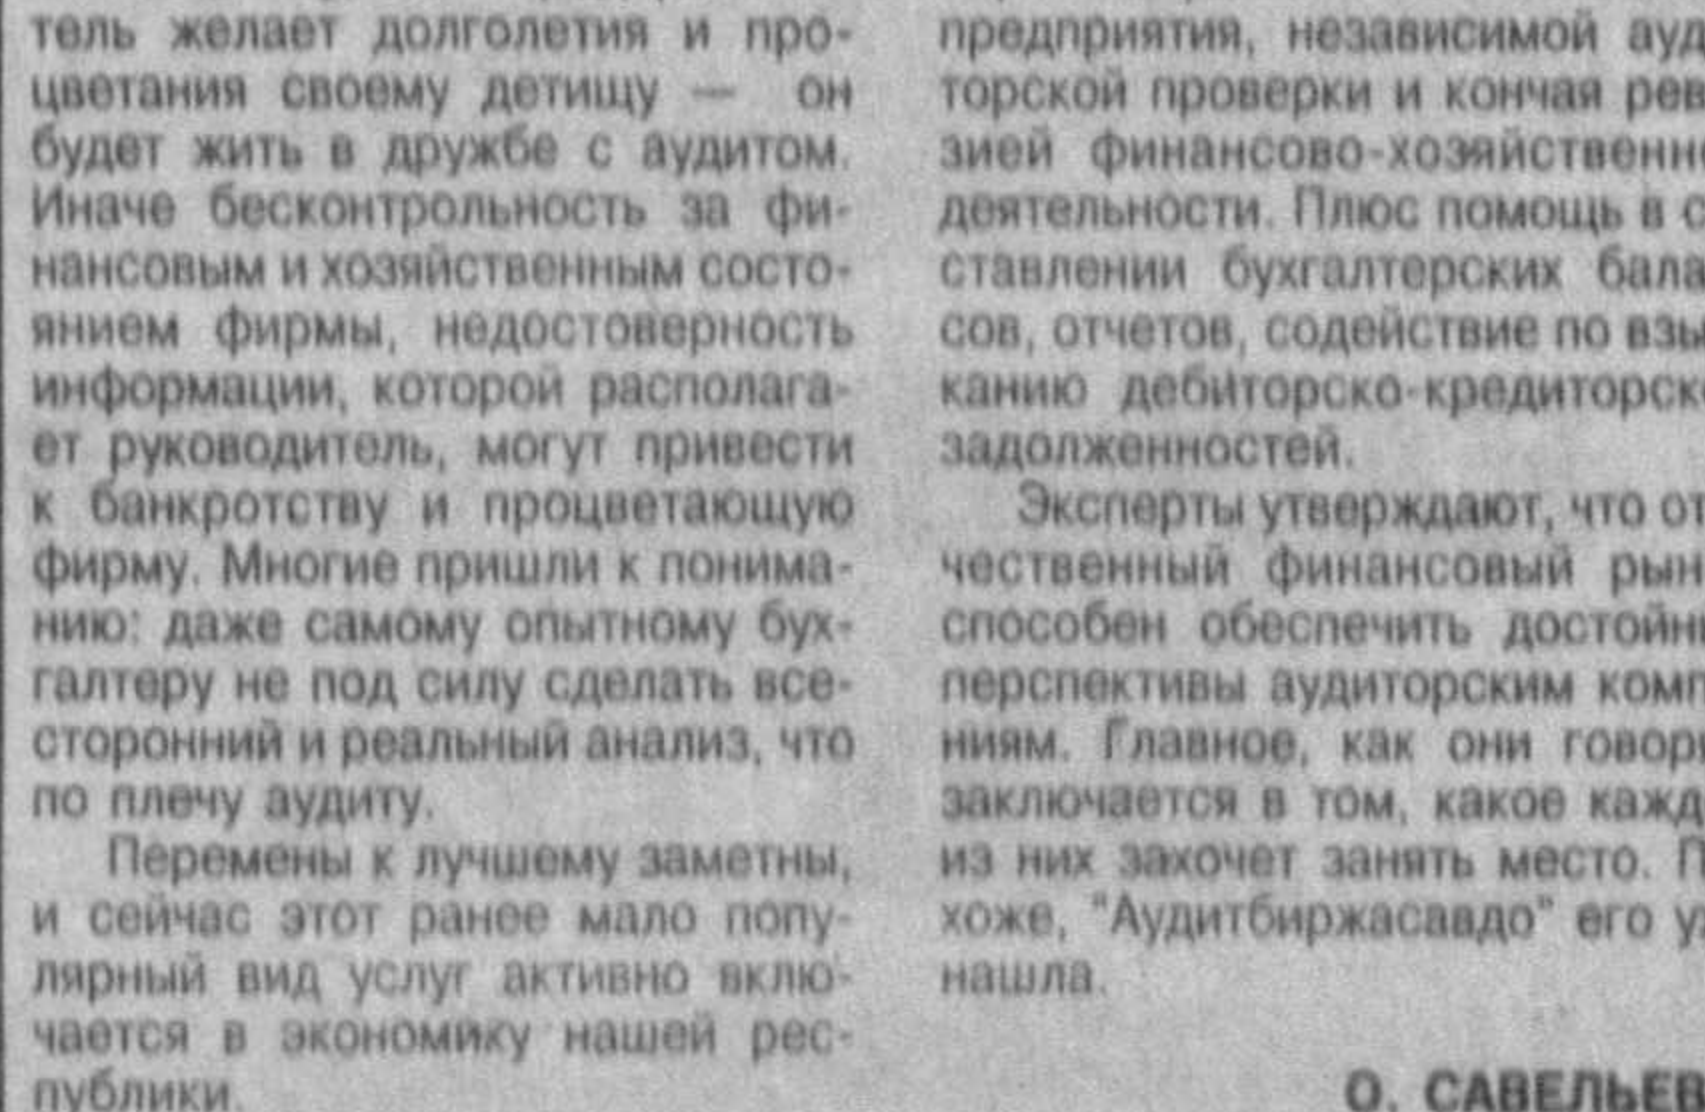 тель желает долголетия и про-
цветания своему детищу — он
будет жить в дружбе с аудитом.
Иначе бесконтрольность за фи-
нансовым и хозяйственным состо-
янием фирмы, недостоверность
информации, которой располага-
ет руководитель, могут привести
к банкротству и процветающую
фирму. Многие пришли к понима-
нию: даже самому опытному бух-
галтеру не под силу сделать все-
сторонний и реальный анализ, что
по плечу аудиту.
Перемены к лучшему заметны,
и сейчас этот ранее мало попу-
лярный вид услуг активно вклю-
чается в экономику нашей рес-
публики.
предприятия, независимой ауд
торской проверки и кончая рев
зией финансово-хозяйственно
деятельности. Плюс помощь в с
ставлении бухгалтерских бала
сов, отчетов, содействие по взы
канию дебиторско-кредиторск
задолженностей.
Эксперты утверждают, что от
чественный финансовый рын
способен обеспечить достойн
перспективы аудиторским комп
ниям. Главное, как они говоря
заключается в том, какое кажд
из них захочет занять место. П
хоже, "Аудитбиржасавдо" его у
нашла.
О. САВЕЛЬЕВ